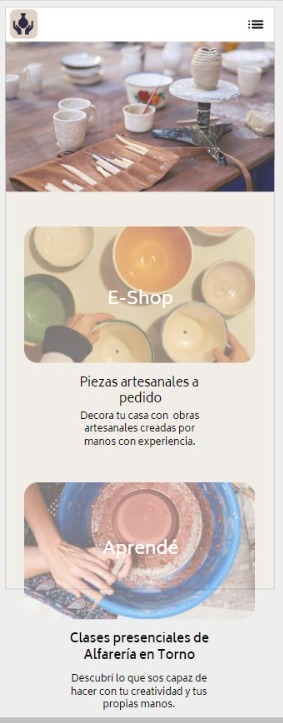 E-Shop
Piezas artesanales a
pedido
Decora tu casa con obras
artesanales creadas por
manos con experiencia.
Aprendé
Clases presenciales de
Alfarería en Torno
Descubrí lo que sos capaz de
hacer con tu creatividad y tus
propias manos.